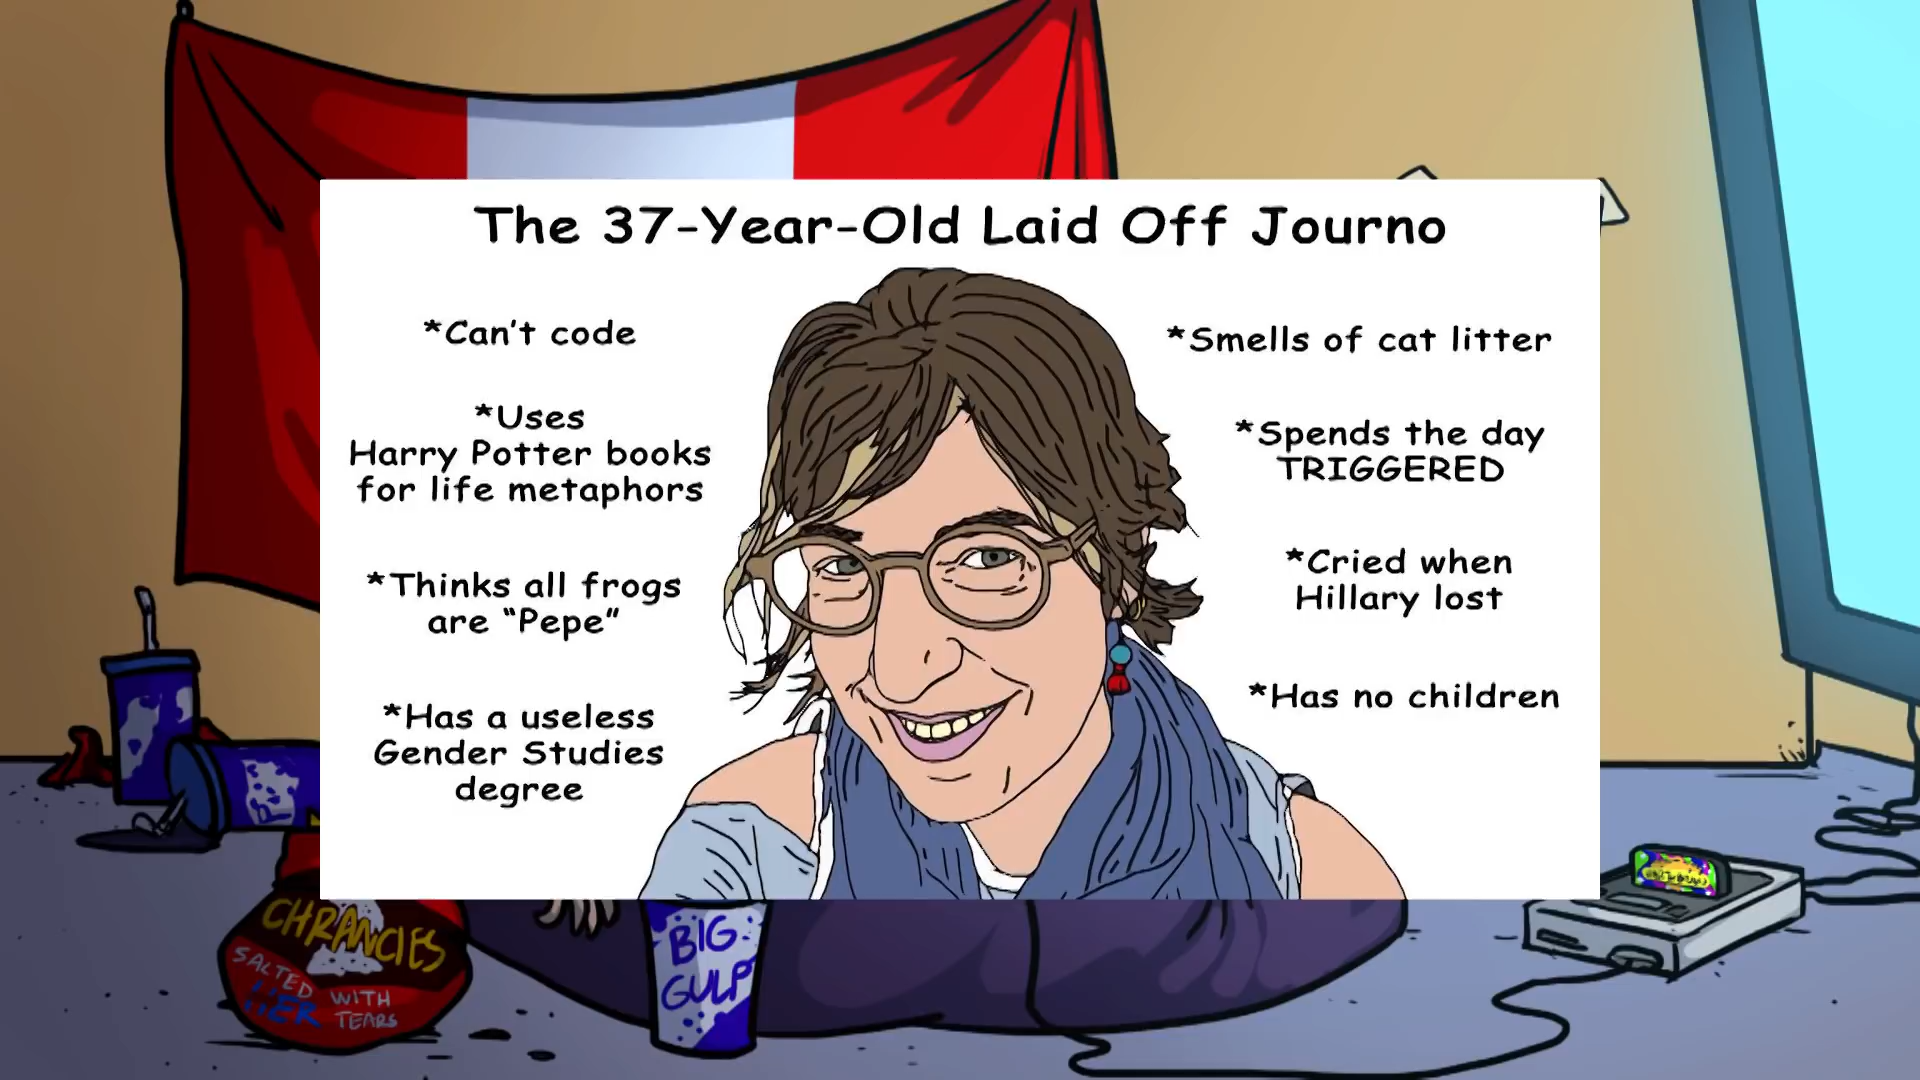 The 37-Year-Old Laid Off Journo
*Can't code
*Uses
Harry Potter books
for life metaphors
*Thinks all frogs
are “Pepe”
*Has a useless
Gender Studies
degree
*Smells of cat litter
*Spends the day
TRIGGERED
*Cried when
Hillary lost
*Has no children
CHRANCIES
SALTED WITH
HER TEARS
BIG
GULP